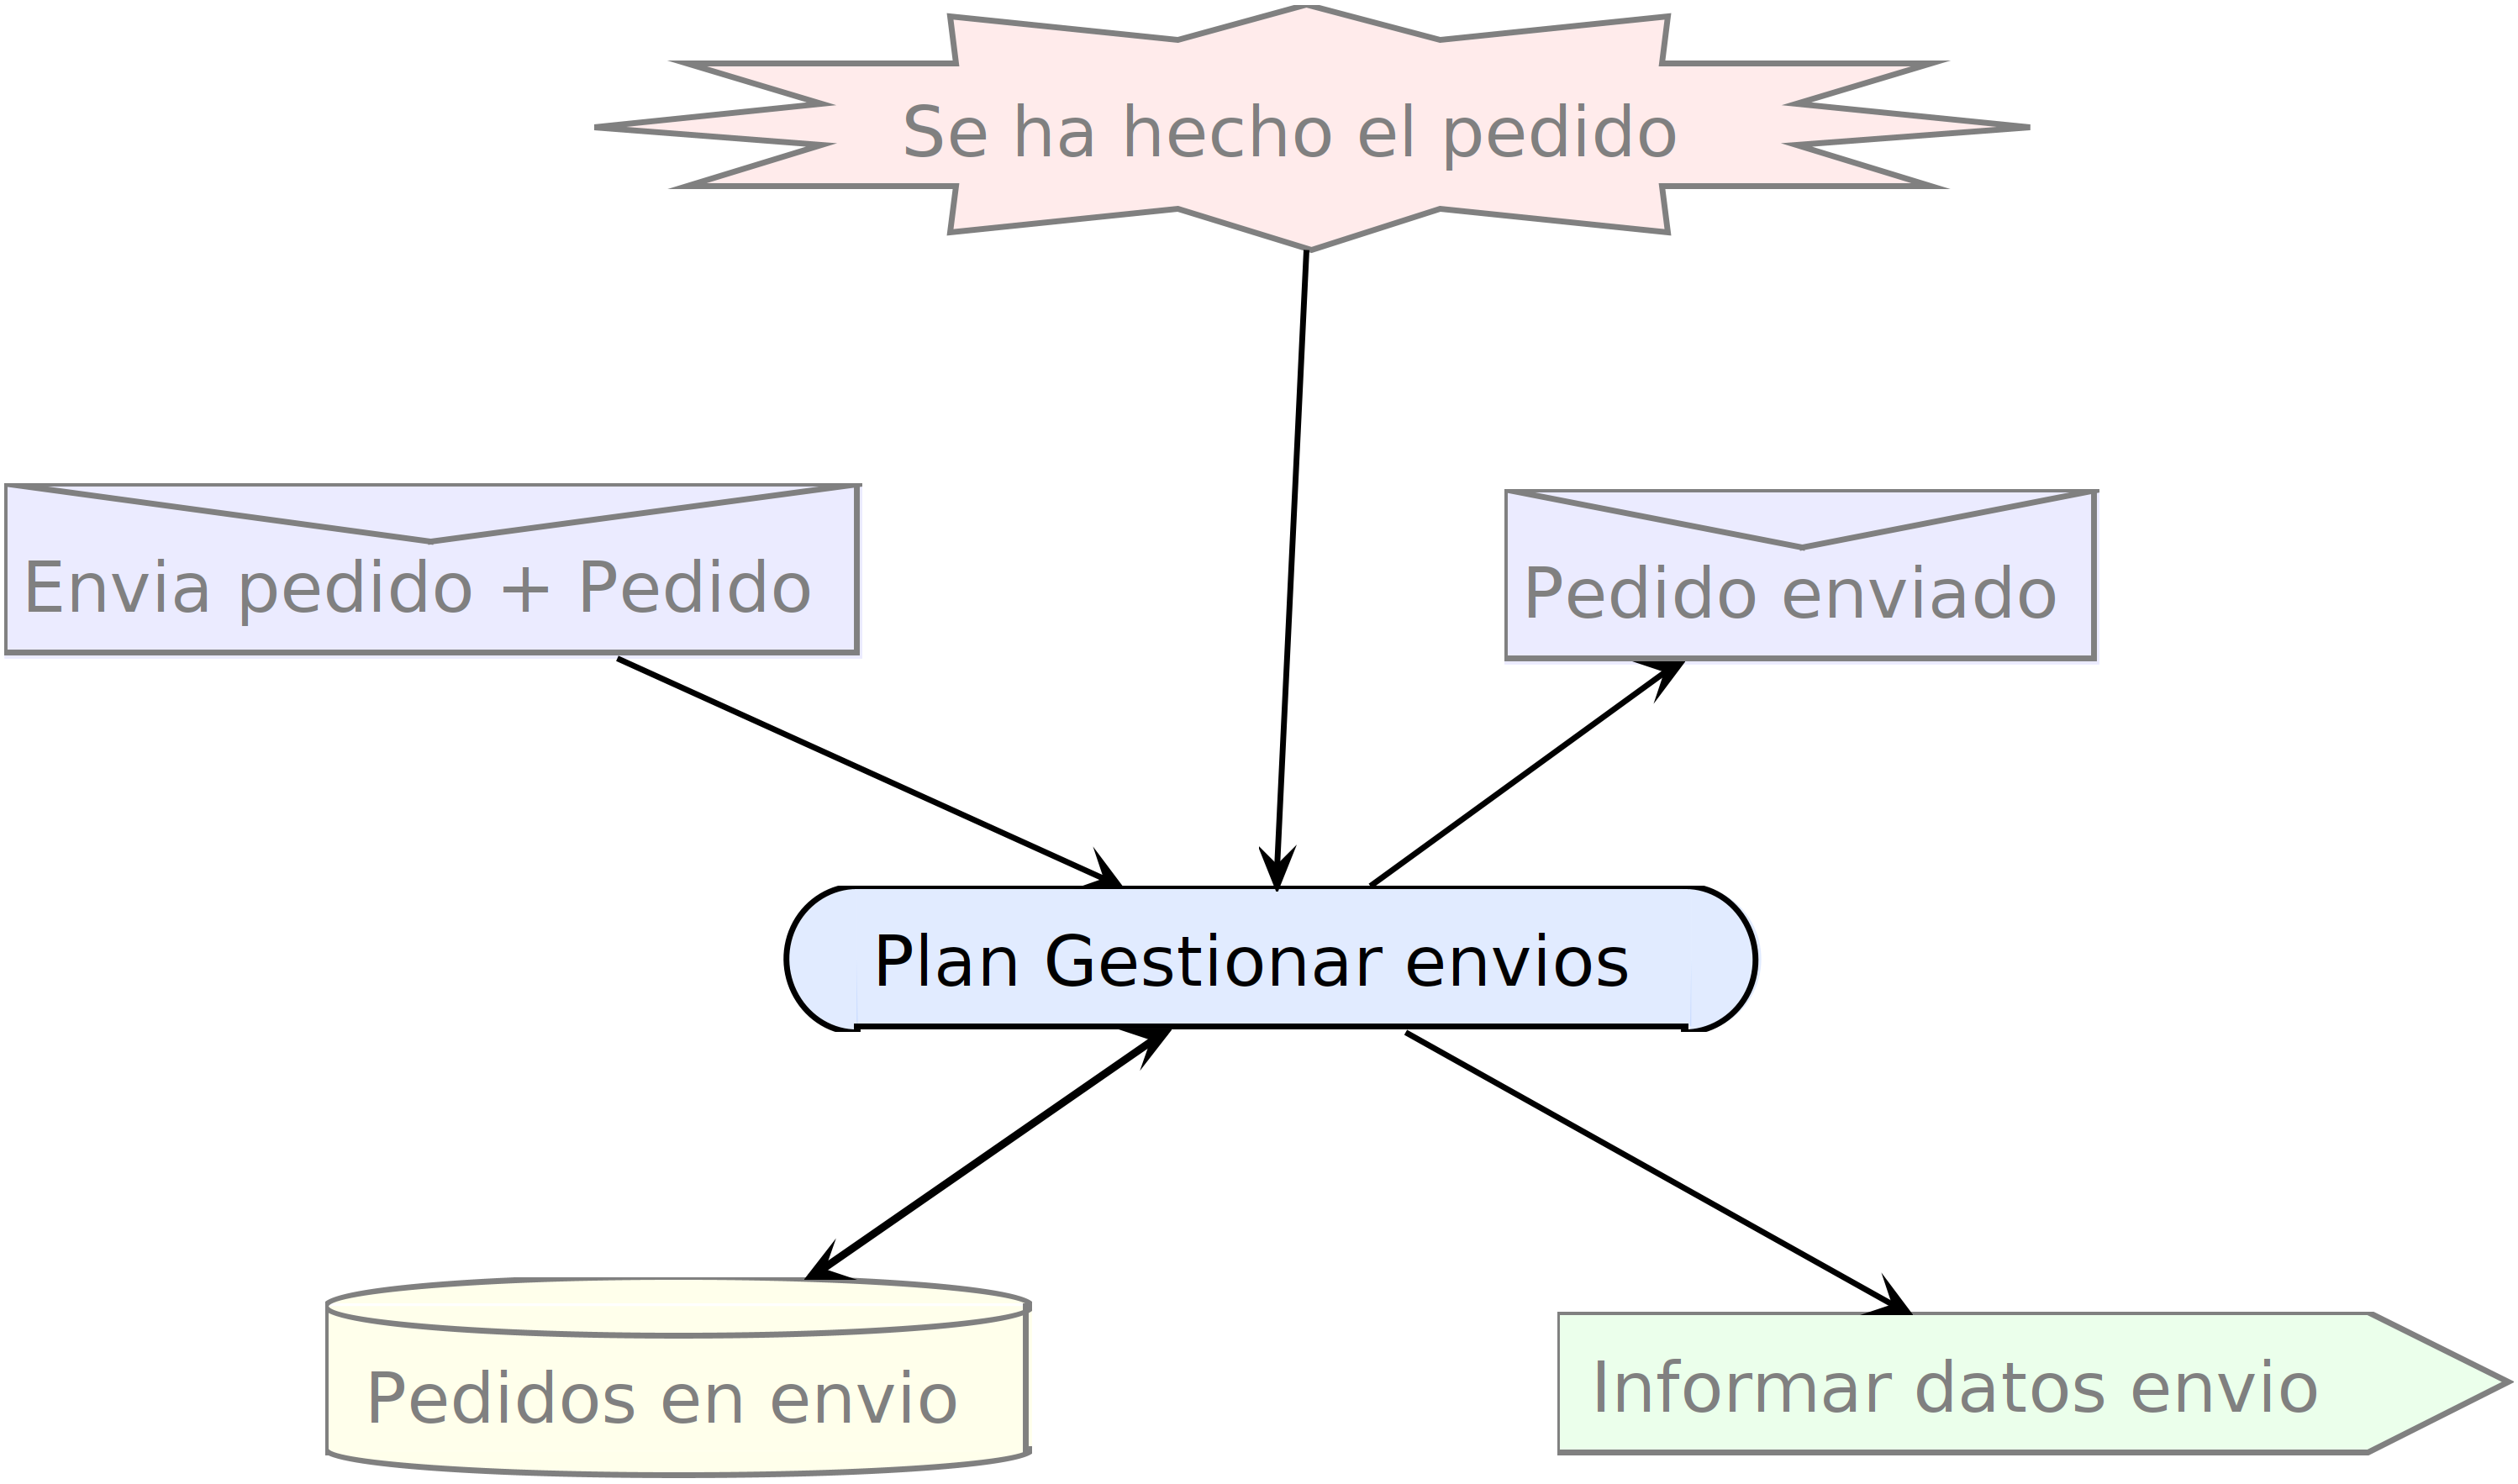 Se ha hecho el pedido
Envia pedido + Pedido
Pedido enviado
Plan Gestionar envios
Pedidos en envio
Informar datos envio